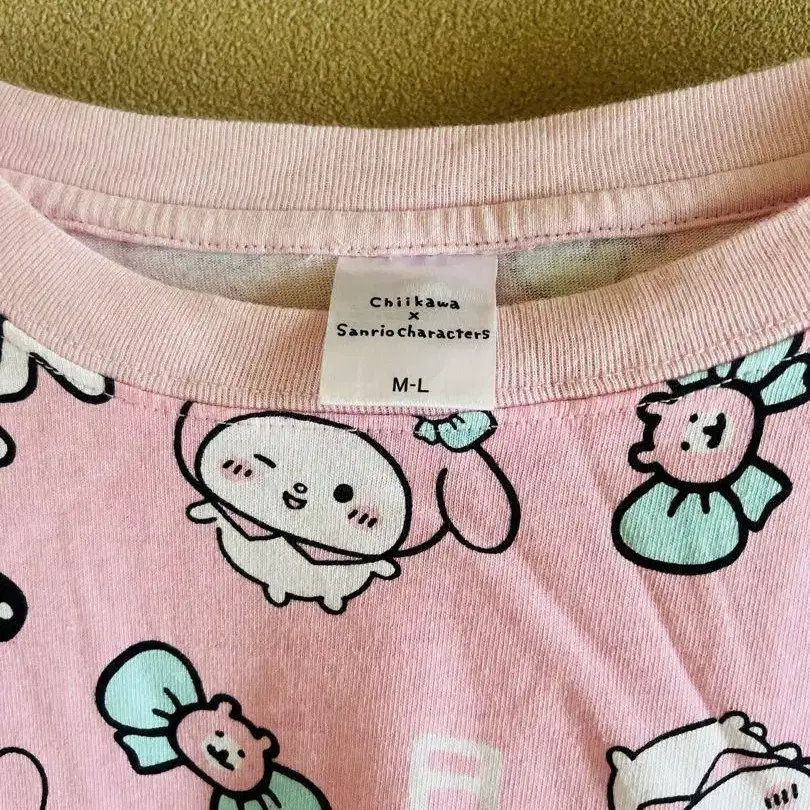 Chiikawa
×
Sanriocharacters
M-L